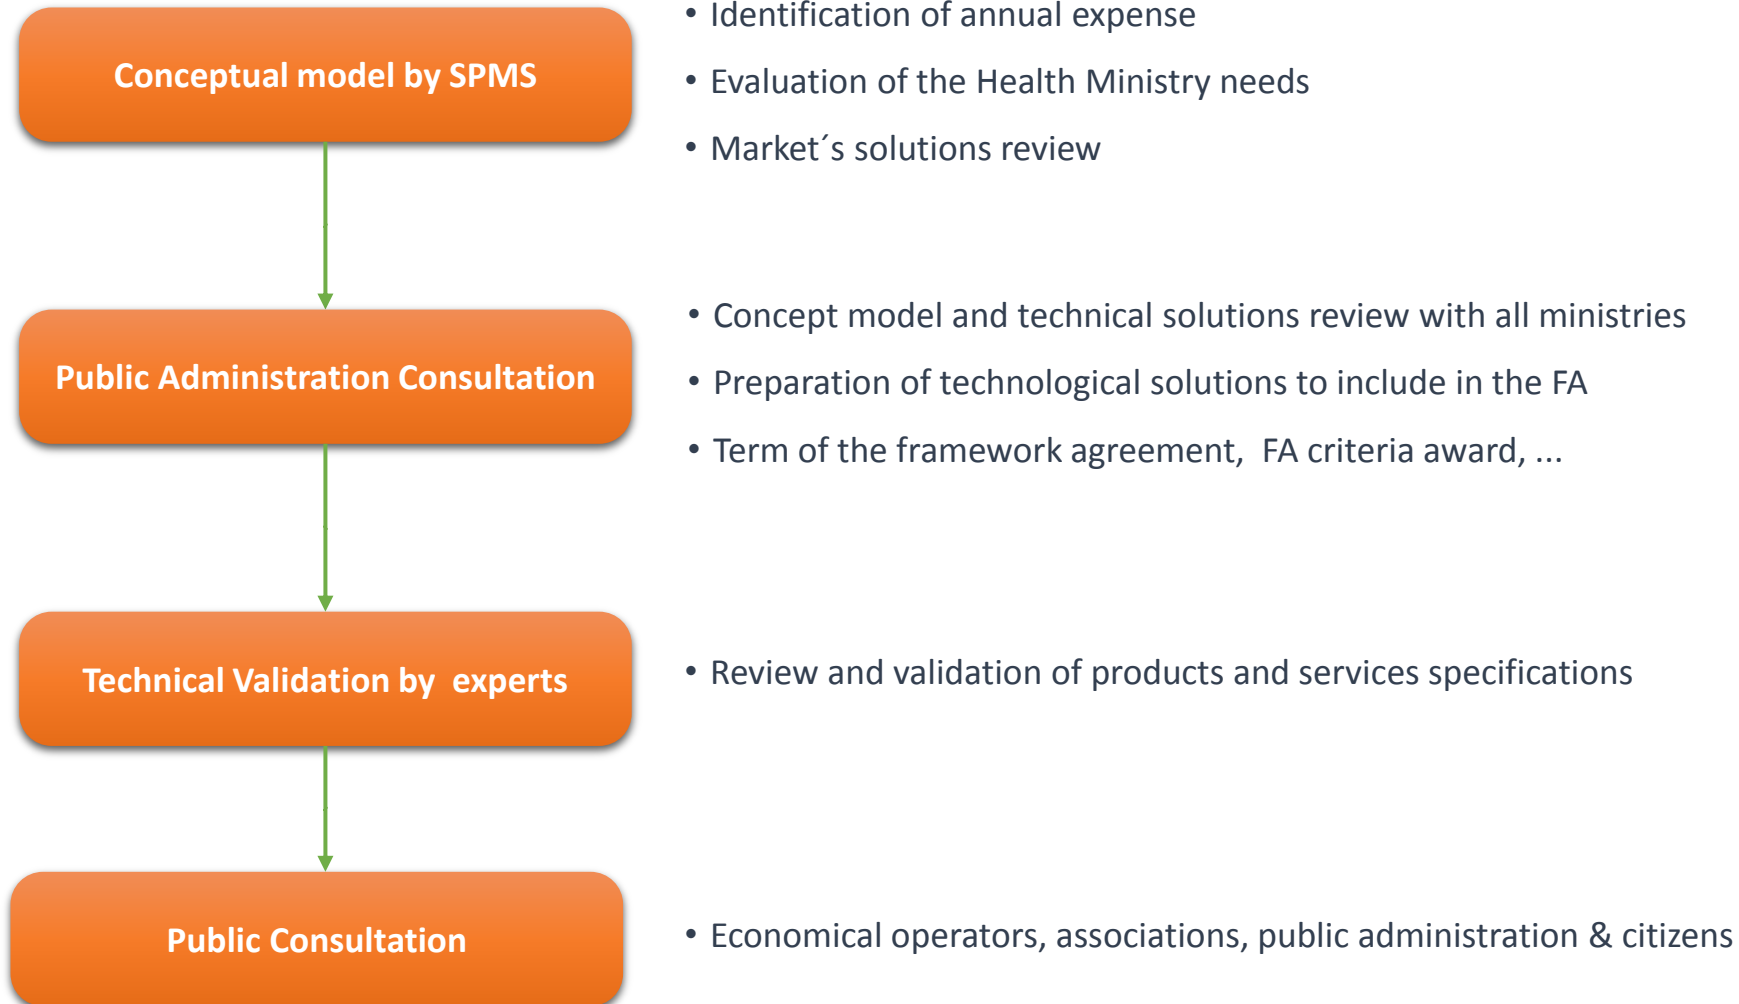 Conceptual model by SPMS
• Identification of annual expense
• Evaluation of the Health Ministry needs
• Market´s solutions review
Public Administration Consultation
• Concept model and technical solutions review with all ministries
• Preparation of technological solutions to include in the FA
• Term of the framework agreement,  FA criteria award, ...
Technical Validation by  experts
• Review and validation of products and services specifications
Public Consultation
• Economical operators, associations, public administration & citizens